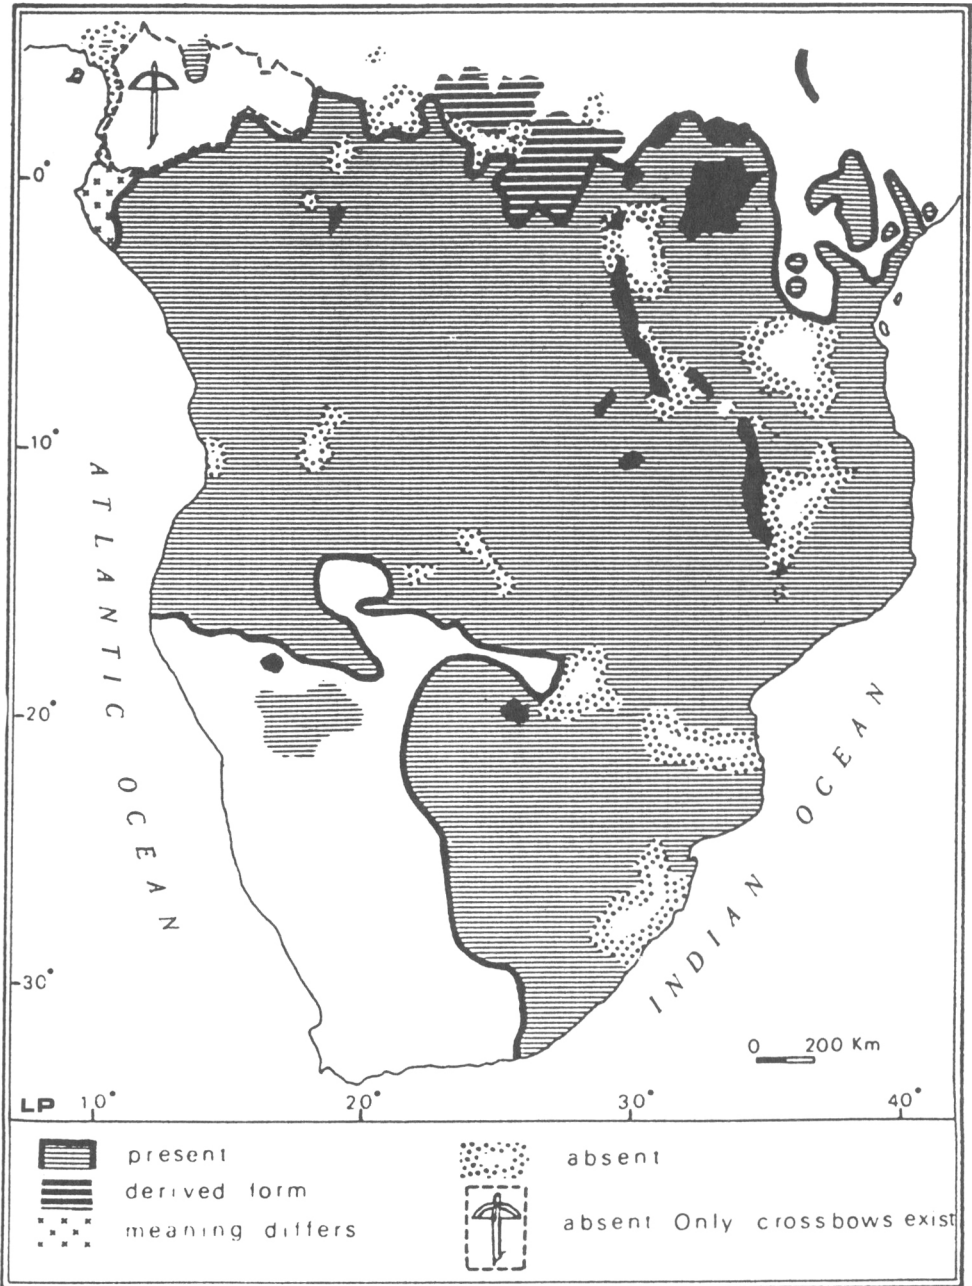 0°
10°
20°
30°
ATLANTIC OCEAN
INDIAN OCEAN
0 200 Km
LP 10° 20° 30° 40°
present
derived form
meaning differs
absent
absent Only crossbows exist